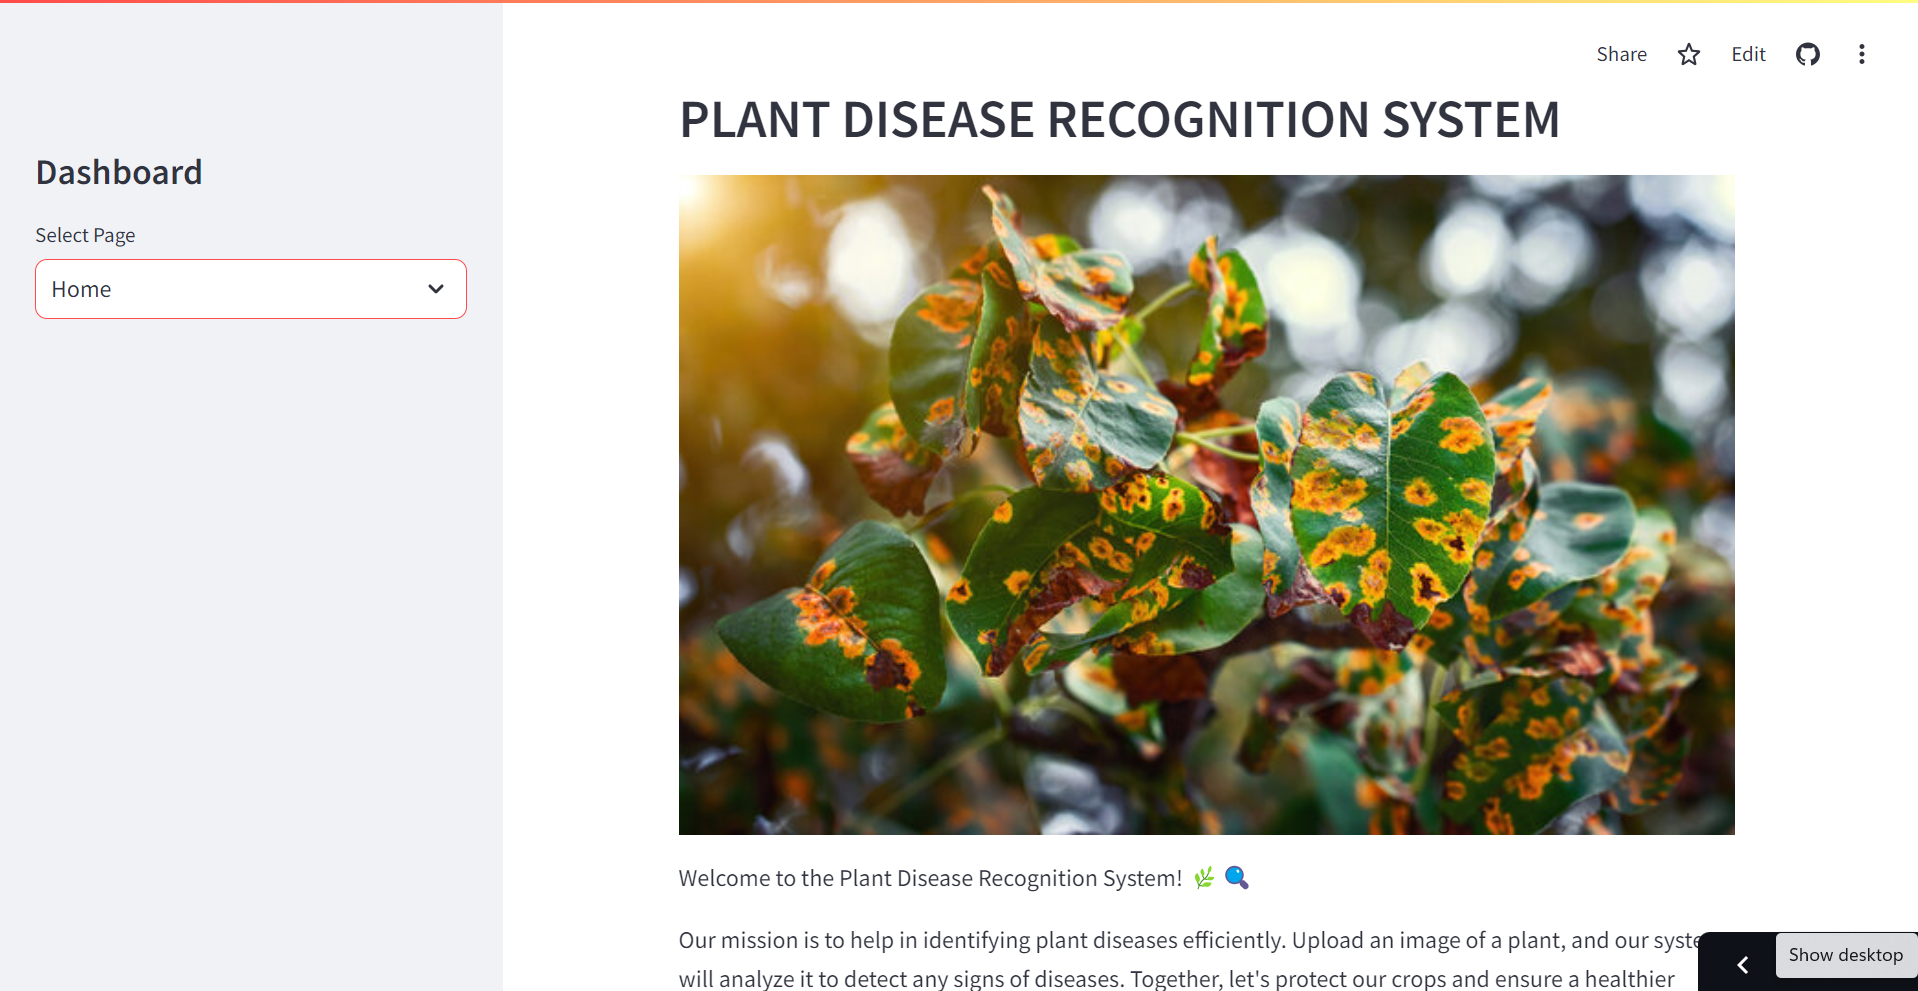 Share
Edit
PLANT DISEASE RECOGNITION SYSTEM
Dashboard
Select Page
Home
Welcome to the Plant Disease Recognition System! 🌿 🔍
Our mission is to help in identifying plant diseases efficiently. Upload an image of a plant, and our
will analyze it to detect any signs of diseases. Together, let's protect our crops and ensure a healthier
Show desktop